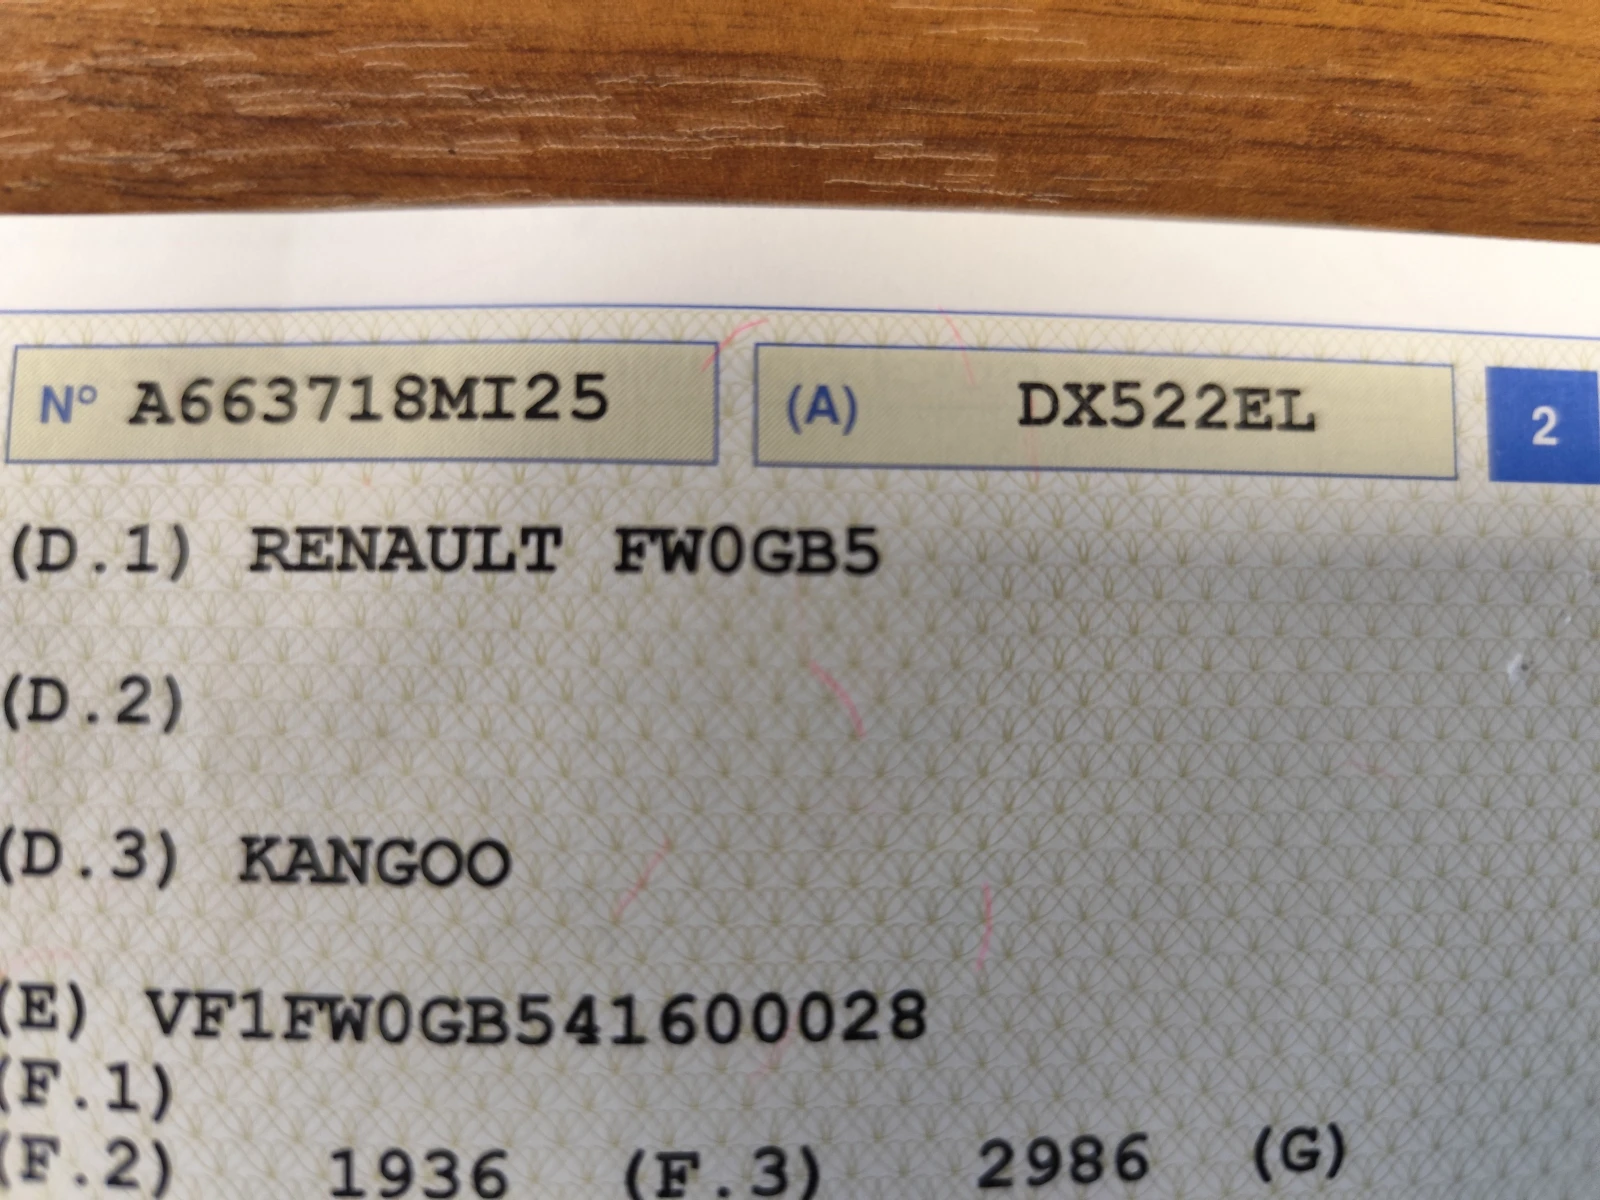 N° A663718MI25 (A) DX522EL 2
(D.1) RENAULT FW0GB5
(D.2)
(D.3) KANGOO
(E) VF1FW0GB541600028
(F.1)
(F.2) 1936 (F.3) 2986 (G)